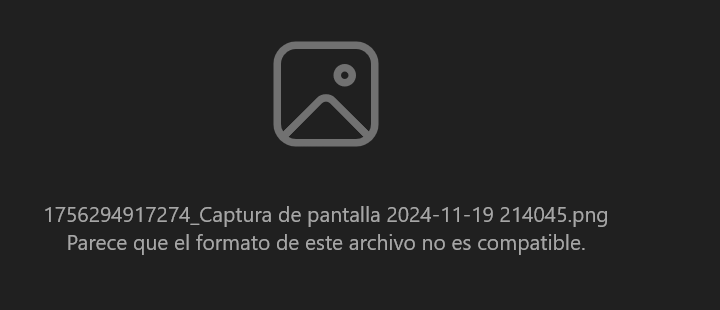 1756294917274_Captura de pantalla 2024-11-19 214045.png
Parece que el formato de este archivo no es compatible.